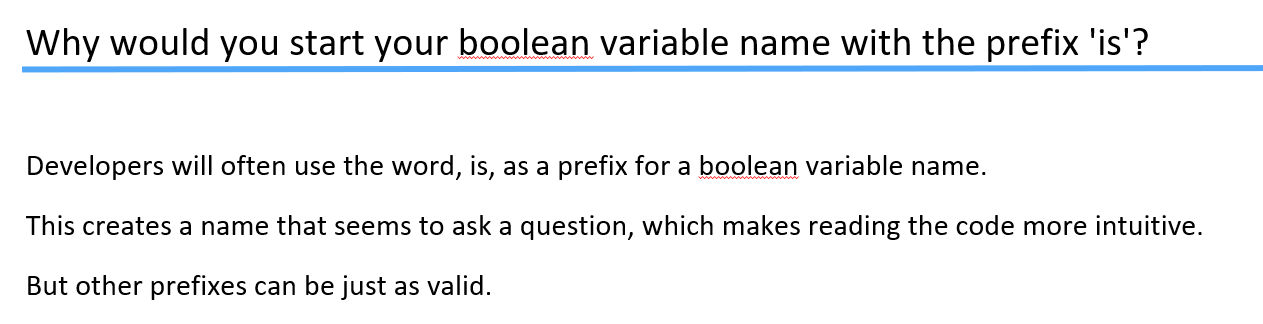 Why would you start your boolean variable name with the prefix 'is'?
Developers will often use the word, is, as a prefix for a boolean variable name.
This creates a name that seems to ask a question, which makes reading the code more intuitive.
But other prefixes can be just as valid.